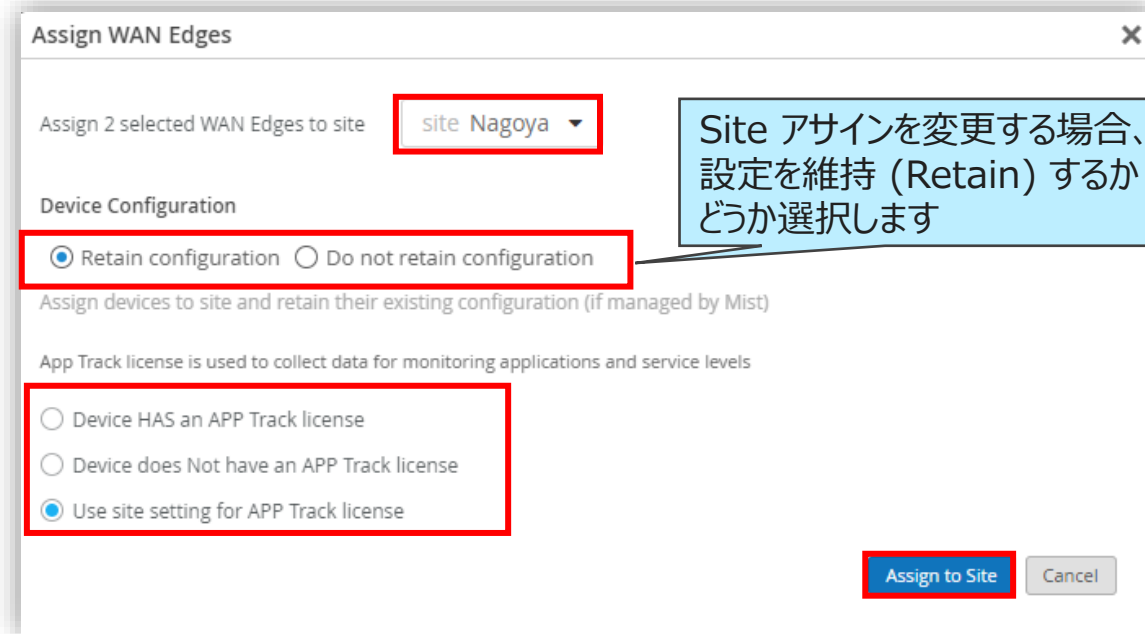 Assign WAN Edges
Assign 2 selected WAN Edges to site
site Nagoya
Site アサインを変更する場合、
設定を維持 (Retain) するか
どうか選択します
Device Configuration
Retain configuration
Do not retain configuration
Assign devices to site and retain their existing configuration (if managed by Mist)
App Track license is used to collect data for monitoring applications and service levels
Device HAS an APP Track license
Device does Not have an APP Track license
Use site setting for APP Track license
Assign to Site
Cancel